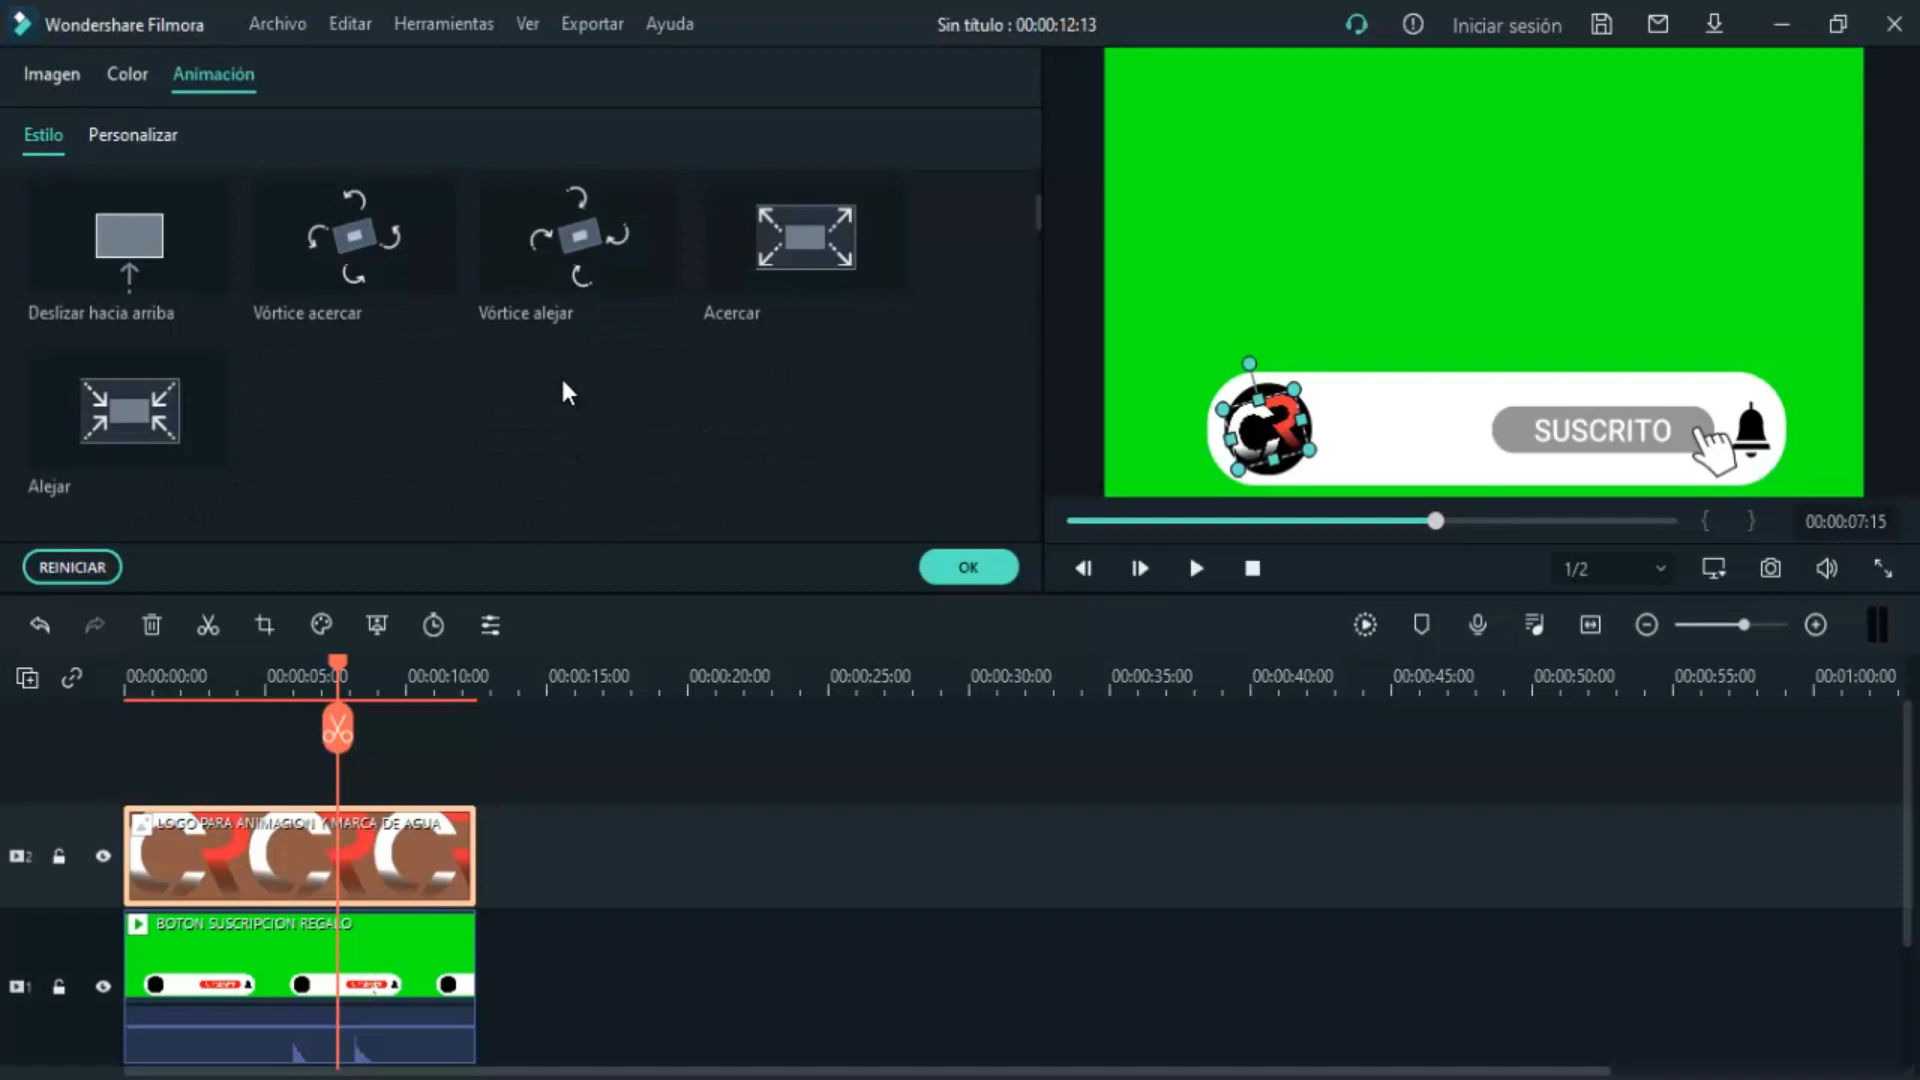 Wondershare Filmora
Archivo Editar Herramientas Ver Exportar Ayuda
Sin título : 00:00:12:13
Iniciar sesión
Imagen Color Animación
Estilo Personalizar
Deslizar hacia arriba
Vórtice acercar
Vórtice alejar
Acercar
Alejar
REINICIAR
OK
CR
SUSCRITO
00:00:07:15
1/2
00:00:00:00 00:00:05:00 00:00:10:00 00:00:15:00 00:00:20:00 00:00:25:00 00:00:30:00 00:00:35:00 00:00:40:00 00:00:45:00 00:00:50:00 00:00:55:00 00:01:00:00
LOGO PARA ANIMACION Y MARCA DE AGUA
CR CR C
2
BOTON SUSCRIPCION REGALO
1